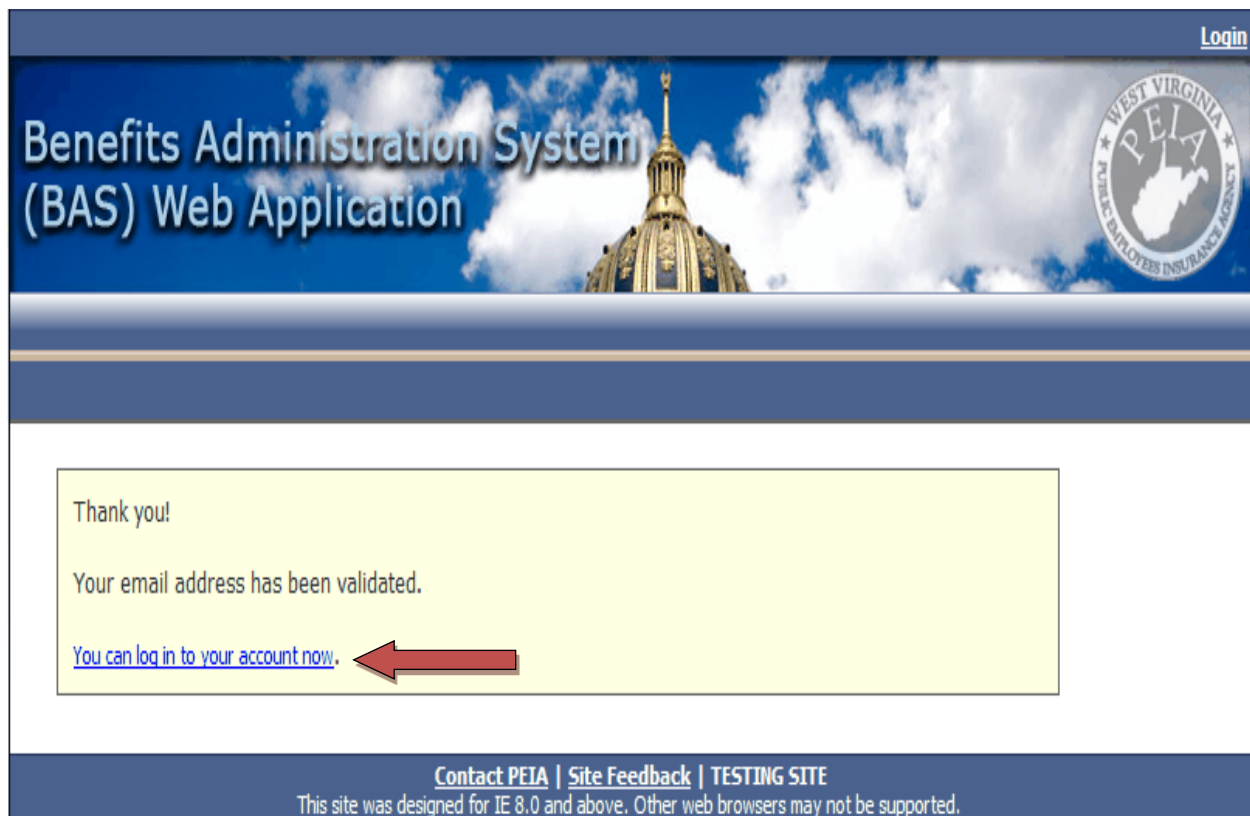 Login
Benefits Administration System
(BAS) Web Application
WEST VIRGINIA
PEIA
PUBLIC EMPLOYEES INSURANCE AGENCY
Thank you!
Your email address has been validated.
You can log in to your account now.
Contact PEIA | Site Feedback | TESTING SITE
This site was designed for IE 8.0 and above. Other web browsers may not be supported.